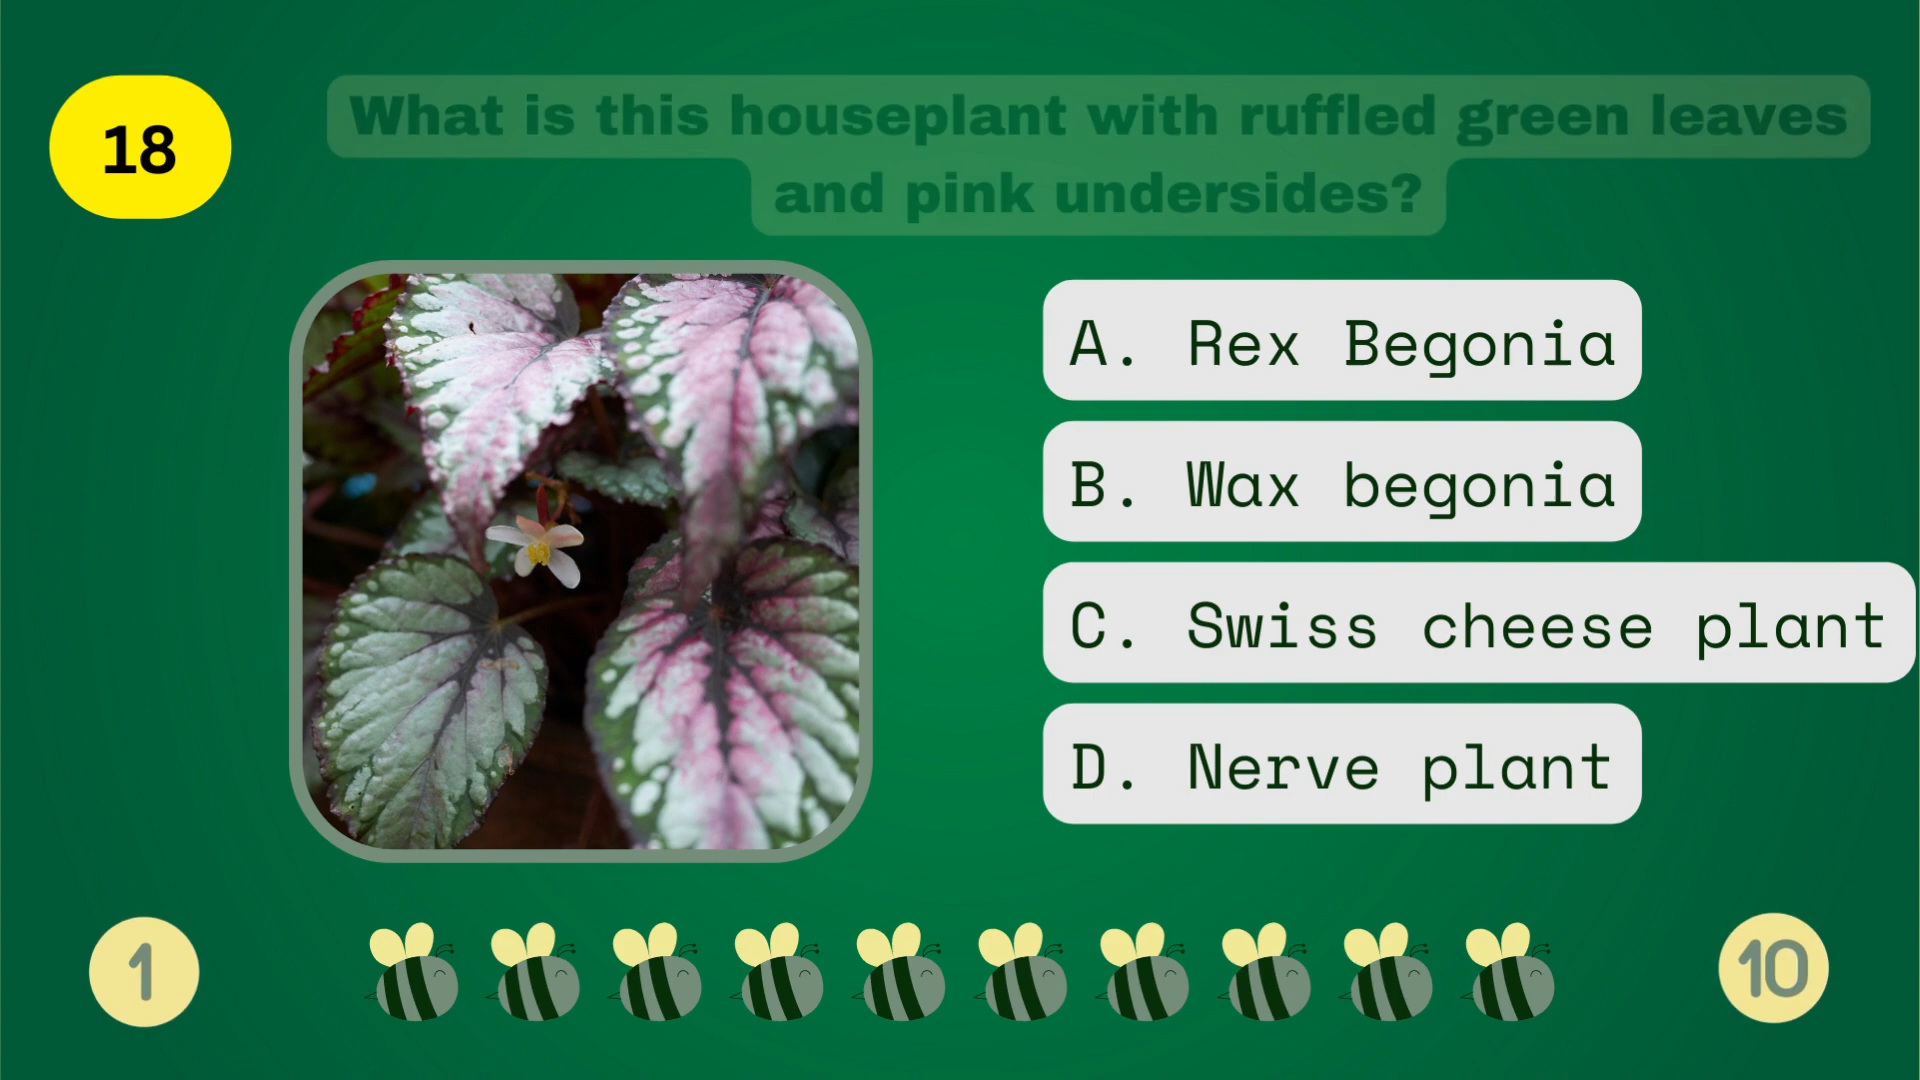 18
What is this houseplant with ruffled green leaves
and pink undersides?
A. Rex Begonia
B. Wax begonia
C. Swiss cheese plant
D. Nerve plant
1
10